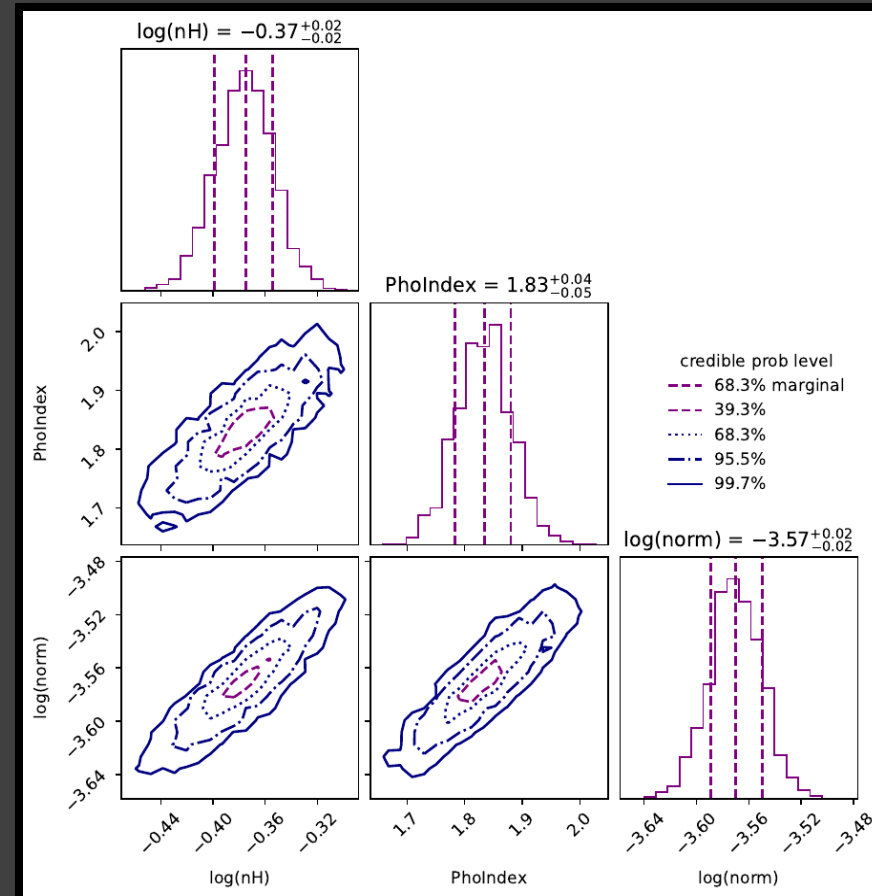 log(nH) = −0.37 +0.02 −0.02
PhoIndex = 1.83 +0.04 −0.05
PhoIndex
2.0
1.9
1.8
1.7
credible prob level
68.3% marginal
39.3%
68.3%
95.5%
99.7%
log(norm) = −3.57 +0.02 −0.02
log(norm)
−3.48
−3.52
−3.56
−3.60
−3.64
−0.44 −0.40 −0.36 −0.32
1.7 1.8 1.9 2.0
−3.64 −3.60 −3.56 −3.52 −3.48
log(nH) PhoIndex log(norm)